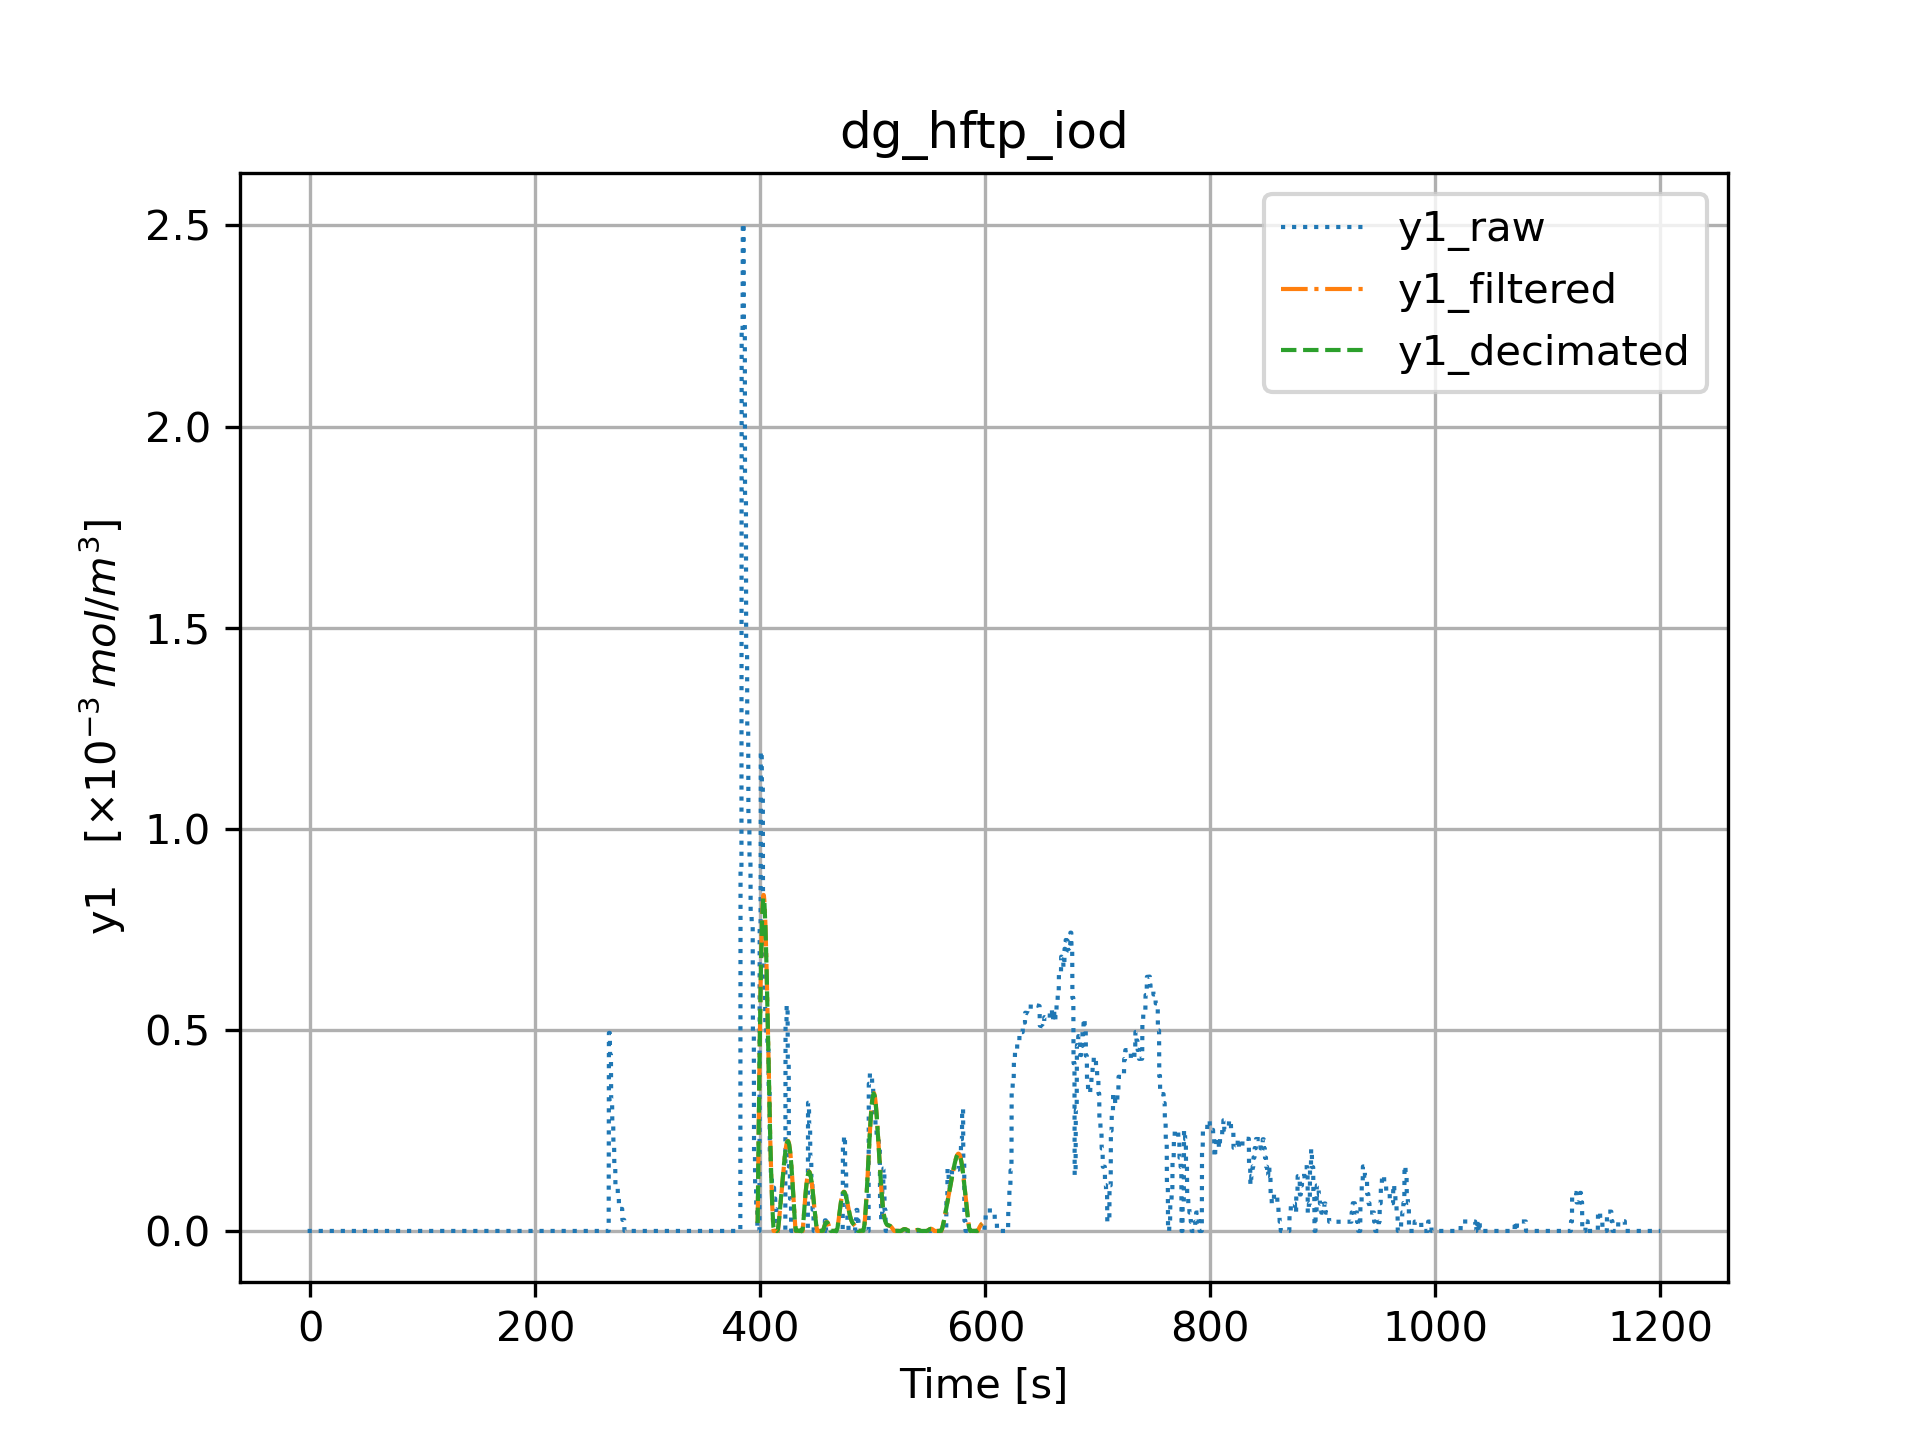 dg_hftp_iod
y1_raw
y1_filtered
y1_decimated
2.5
2.0
1.5
1.0
0.5
0.0
y1 [×10⁻³ mol/m³]
0 200 400 600 800 1000 1200
Time [s]